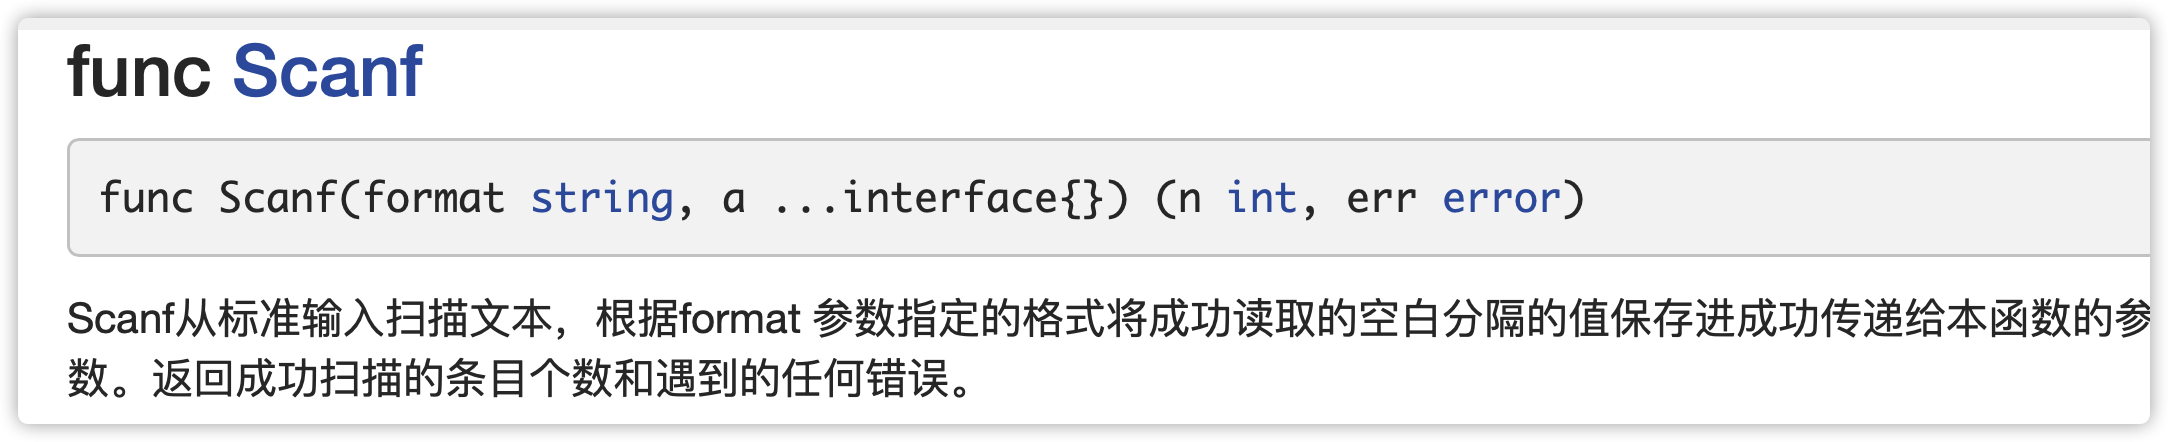 func Scanf
func Scanf(format string, a ...interface{}) (n int, err error)
Scanf从标准输入扫描文本，根据format 参数指定的格式将成功读取的空白分隔的值保存进成功传递给本函数的参
数。返回成功扫描的条目个数和遇到的任何错误。